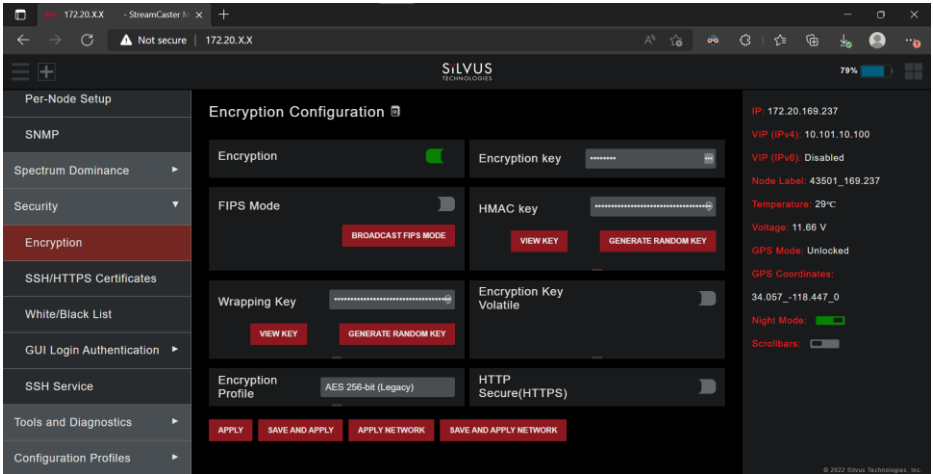 172.20.X.X - StreamCaster M
Not secure 172.20.X.X
SiLVUS
TECHNOLOGIES
79%
Per-Node Setup
SNMP
Spectrum Dominance
Security
Encryption
SSH/HTTPS Certificates
White/Black List
GUI Login Authentication
SSH Service
Tools and Diagnostics
Configuration Profiles
Encryption Configuration
Encryption
Encryption key
FIPS Mode
BROADCAST FIPS MODE
HMAC key
VIEW KEY GENERATE RANDOM KEY
Wrapping Key
VIEW KEY GENERATE RANDOM KEY
Encryption Key
Volatile
Encryption
Profile
AES 256-bit (Legacy)
HTTP
Secure(HTTPS)
APPLY SAVE AND APPLY APPLY NETWORK SAVE AND APPLY NETWORK
IP: 172.20.169.237
VIP (IPv4): 10.101.10.100
VIP (IPv6): Disabled
Node Label: 43501_169.237
Temperature: 29°C
Voltage: 11.66 V
GPS Mode: Unlocked
GPS Coordinates:
34.057_-118.447_0
Night Mode:
Scrollbars:
© 2022 Silvus Technologies, Inc.